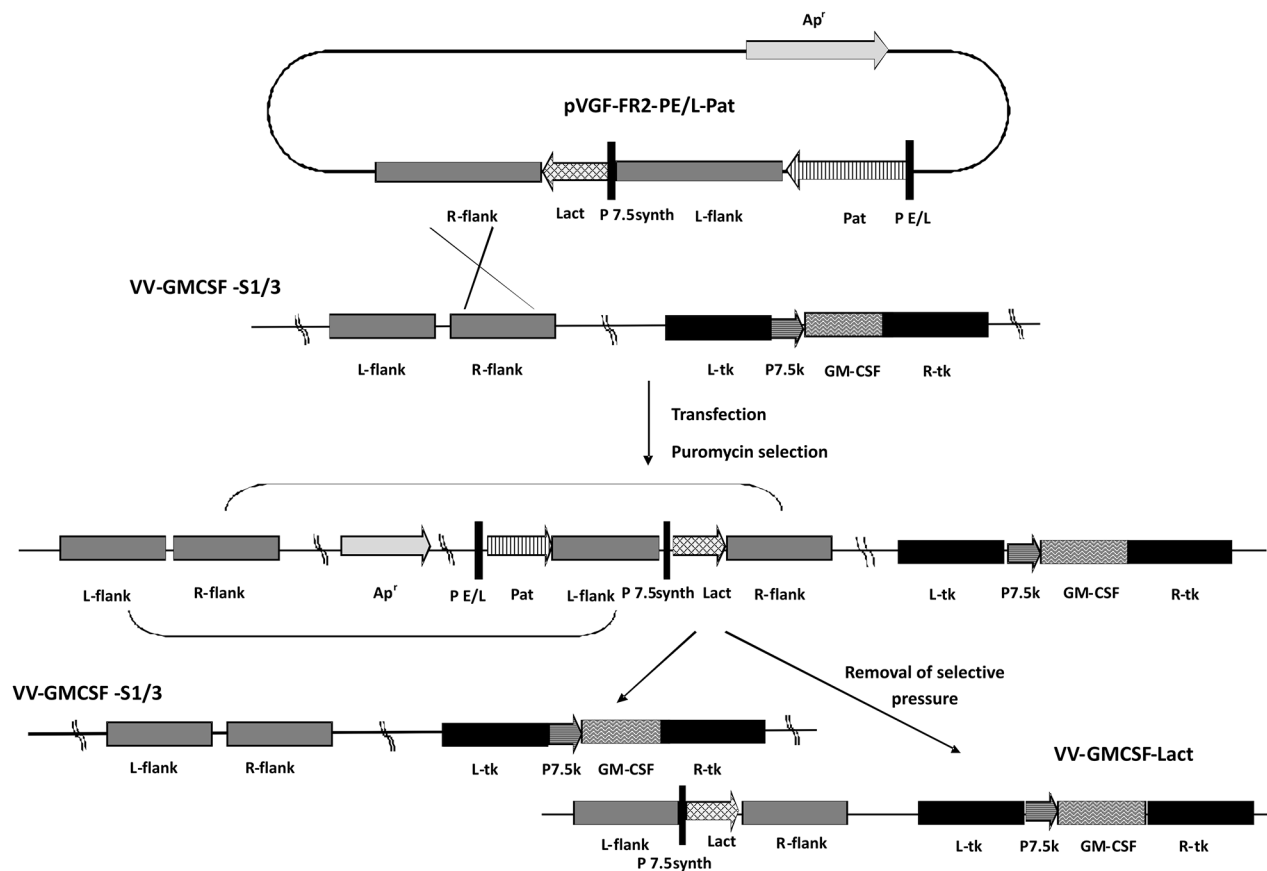 Apʳ
pVGF-FR2-PE/L-Pat
R-flank Lact P 7.5synth L-flank Pat P E/L
VV-GMCSF -S1/3
L-flank R-flank L-tk P7.5k GM-CSF R-tk
Transfection
Puromycin selection
L-flank R-flank Apʳ P E/L Pat L-flank P 7.5synth Lact R-flank L-tk P7.5k GM-CSF R-tk
Removal of selective
pressure
VV-GMCSF -S1/3
L-flank R-flank L-tk P7.5k GM-CSF R-tk
VV-GMCSF-Lact
L-flank P 7.5synth Lact R-flank L-tk P7.5k GM-CSF R-tk